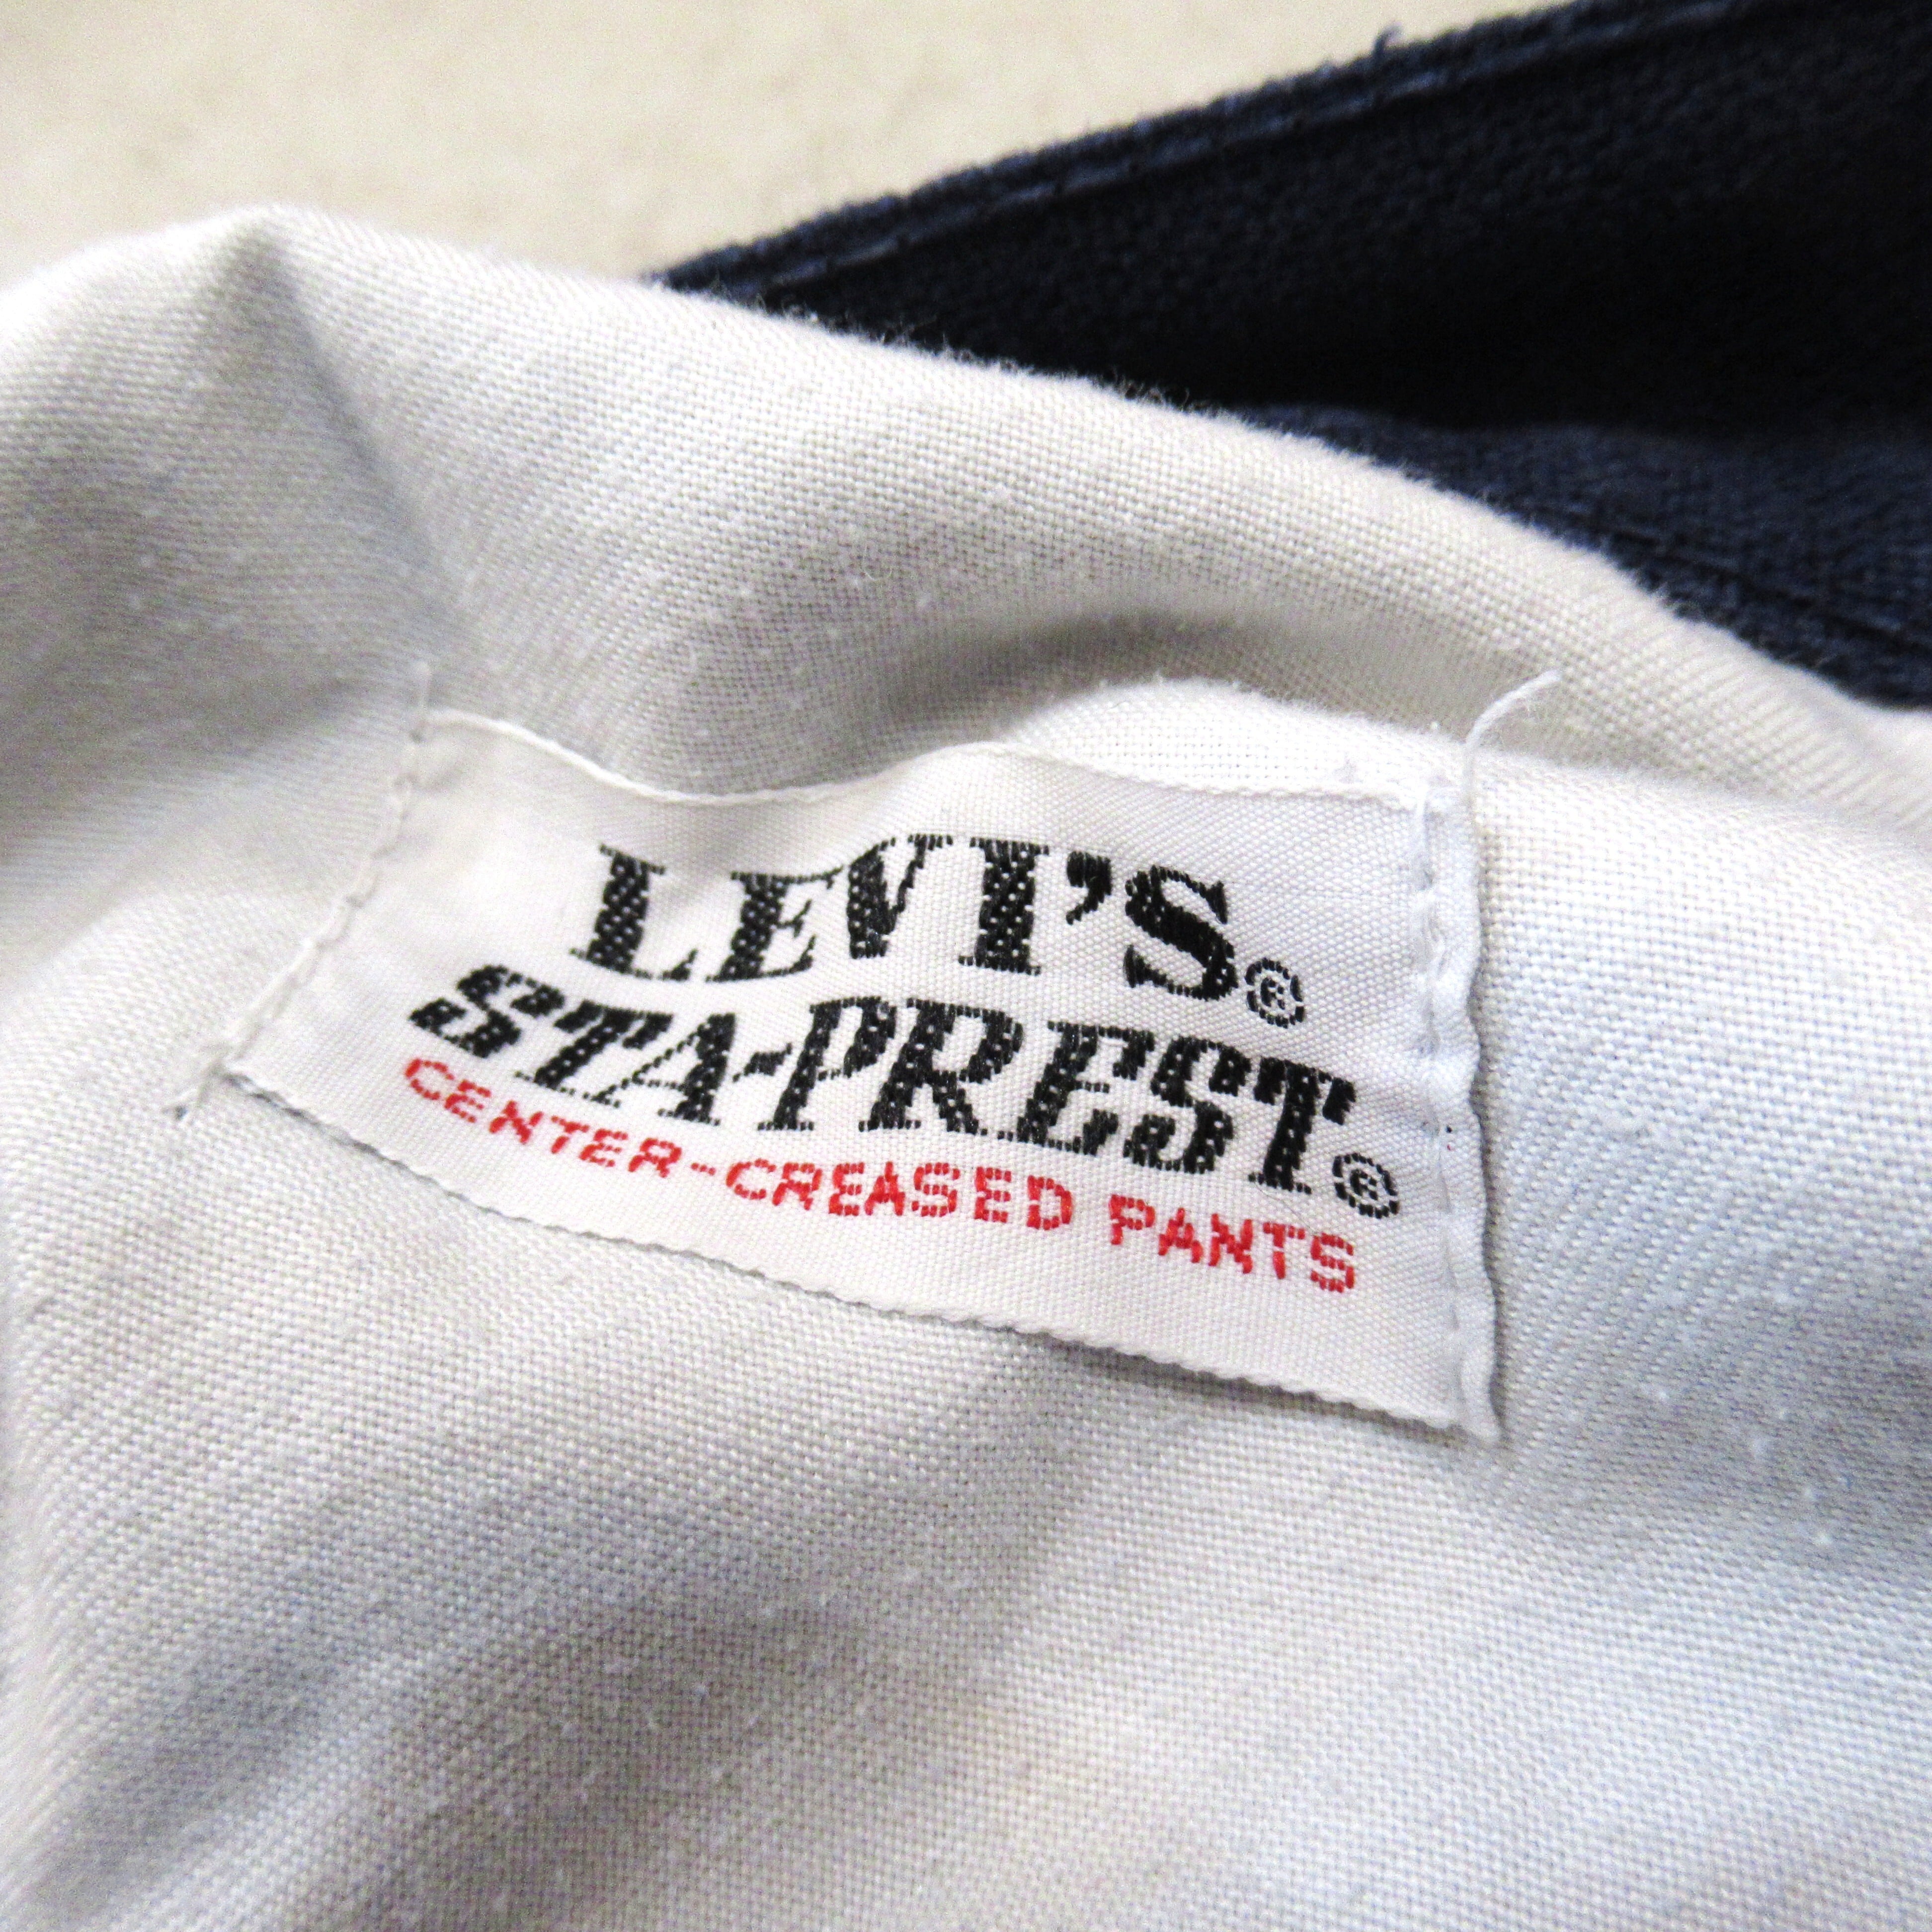 LEVI'S®
STA-PREST®
CENTER-CREASED PANTS